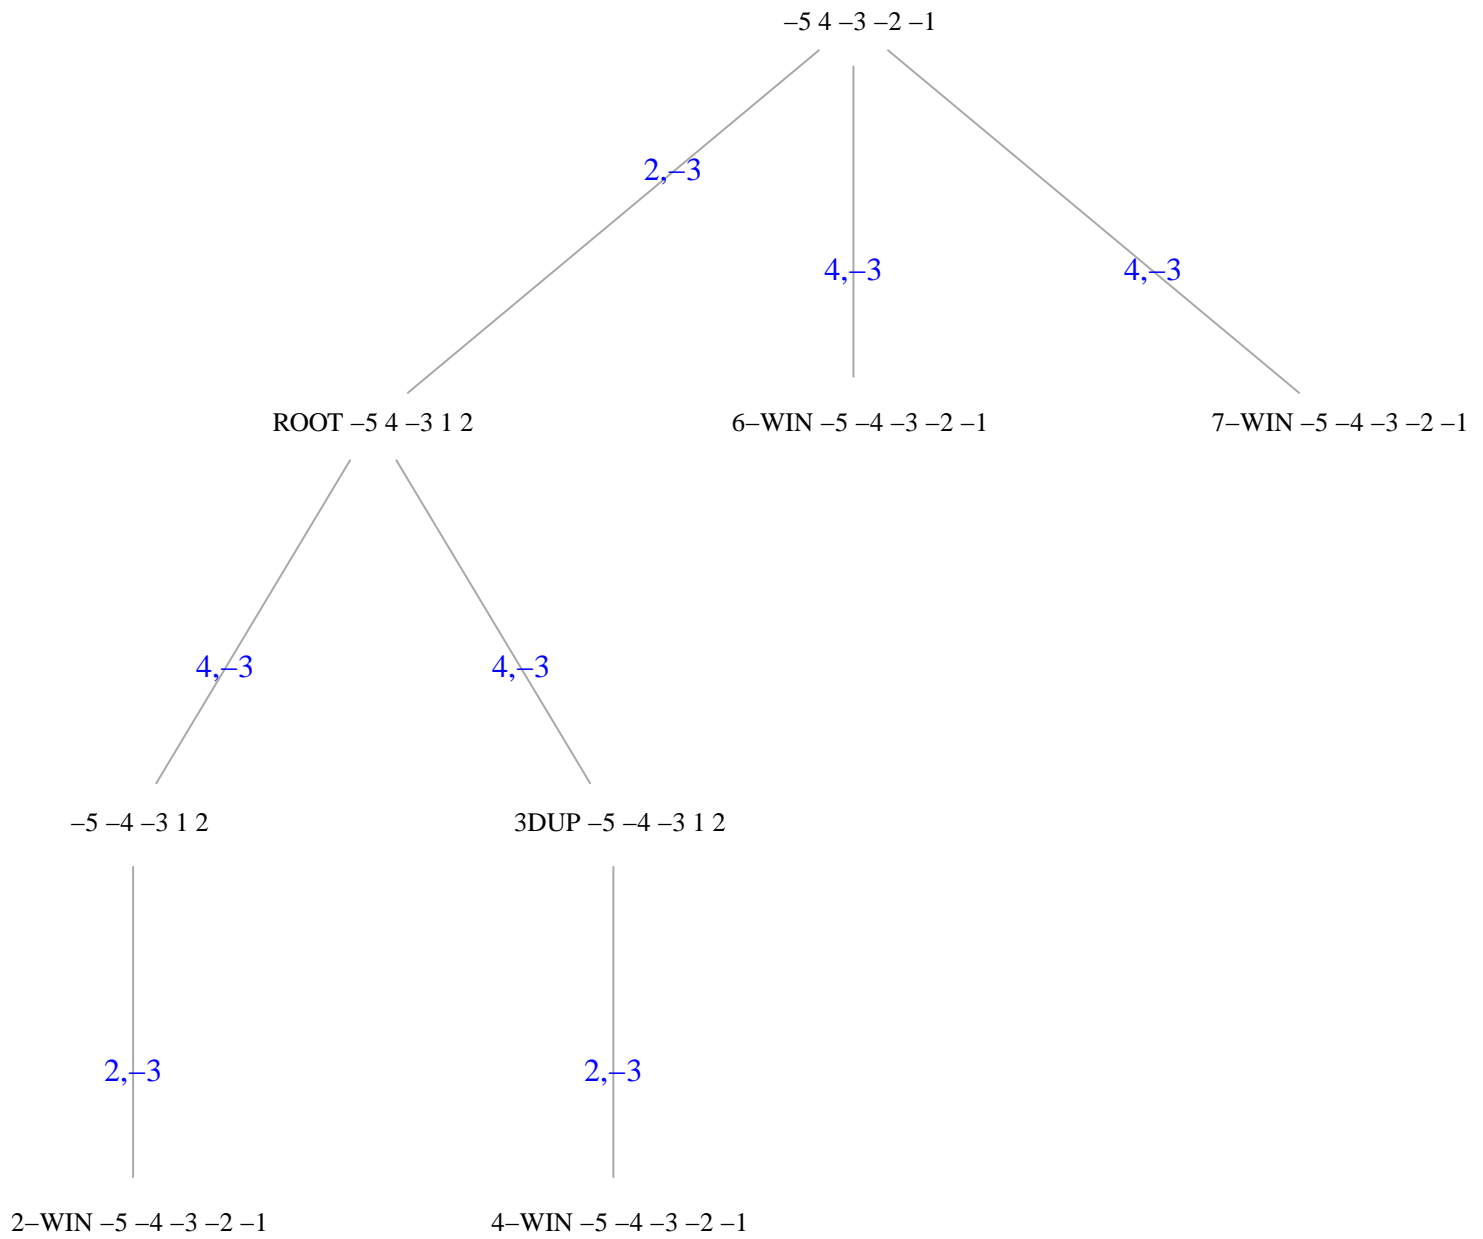 –5 4 –3 –2 –1
2,–3
4,–3
4,–3
ROOT –5 4 –3 1 2
6–WIN –5 –4 –3 –2 –1
7–WIN –5 –4 –3 –2 –1
4,–3
4,–3
–5 –4 –3 1 2
3DUP –5 –4 –3 1 2
2,–3
2,–3
2–WIN –5 –4 –3 –2 –1
4–WIN –5 –4 –3 –2 –1